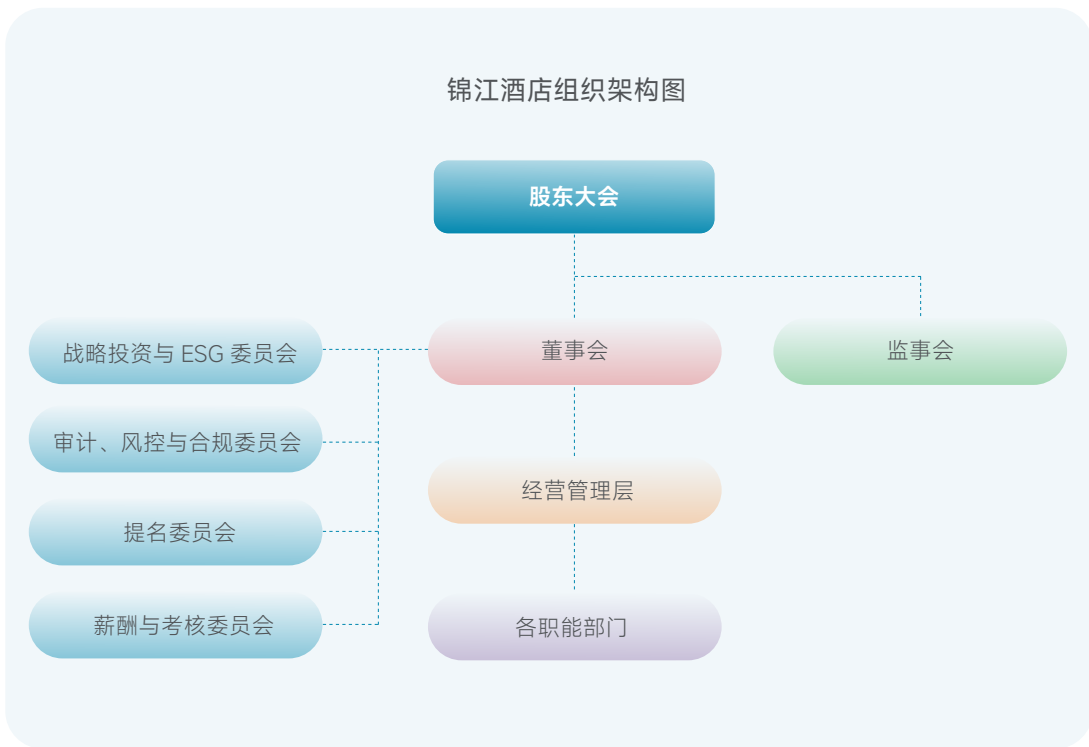 锦江酒店组织架构图
股东大会
战略投资与 ESG 委员会
董事会
监事会
审计、风控与合规委员会
经营管理层
提名委员会
薪酬与考核委员会
各职能部门